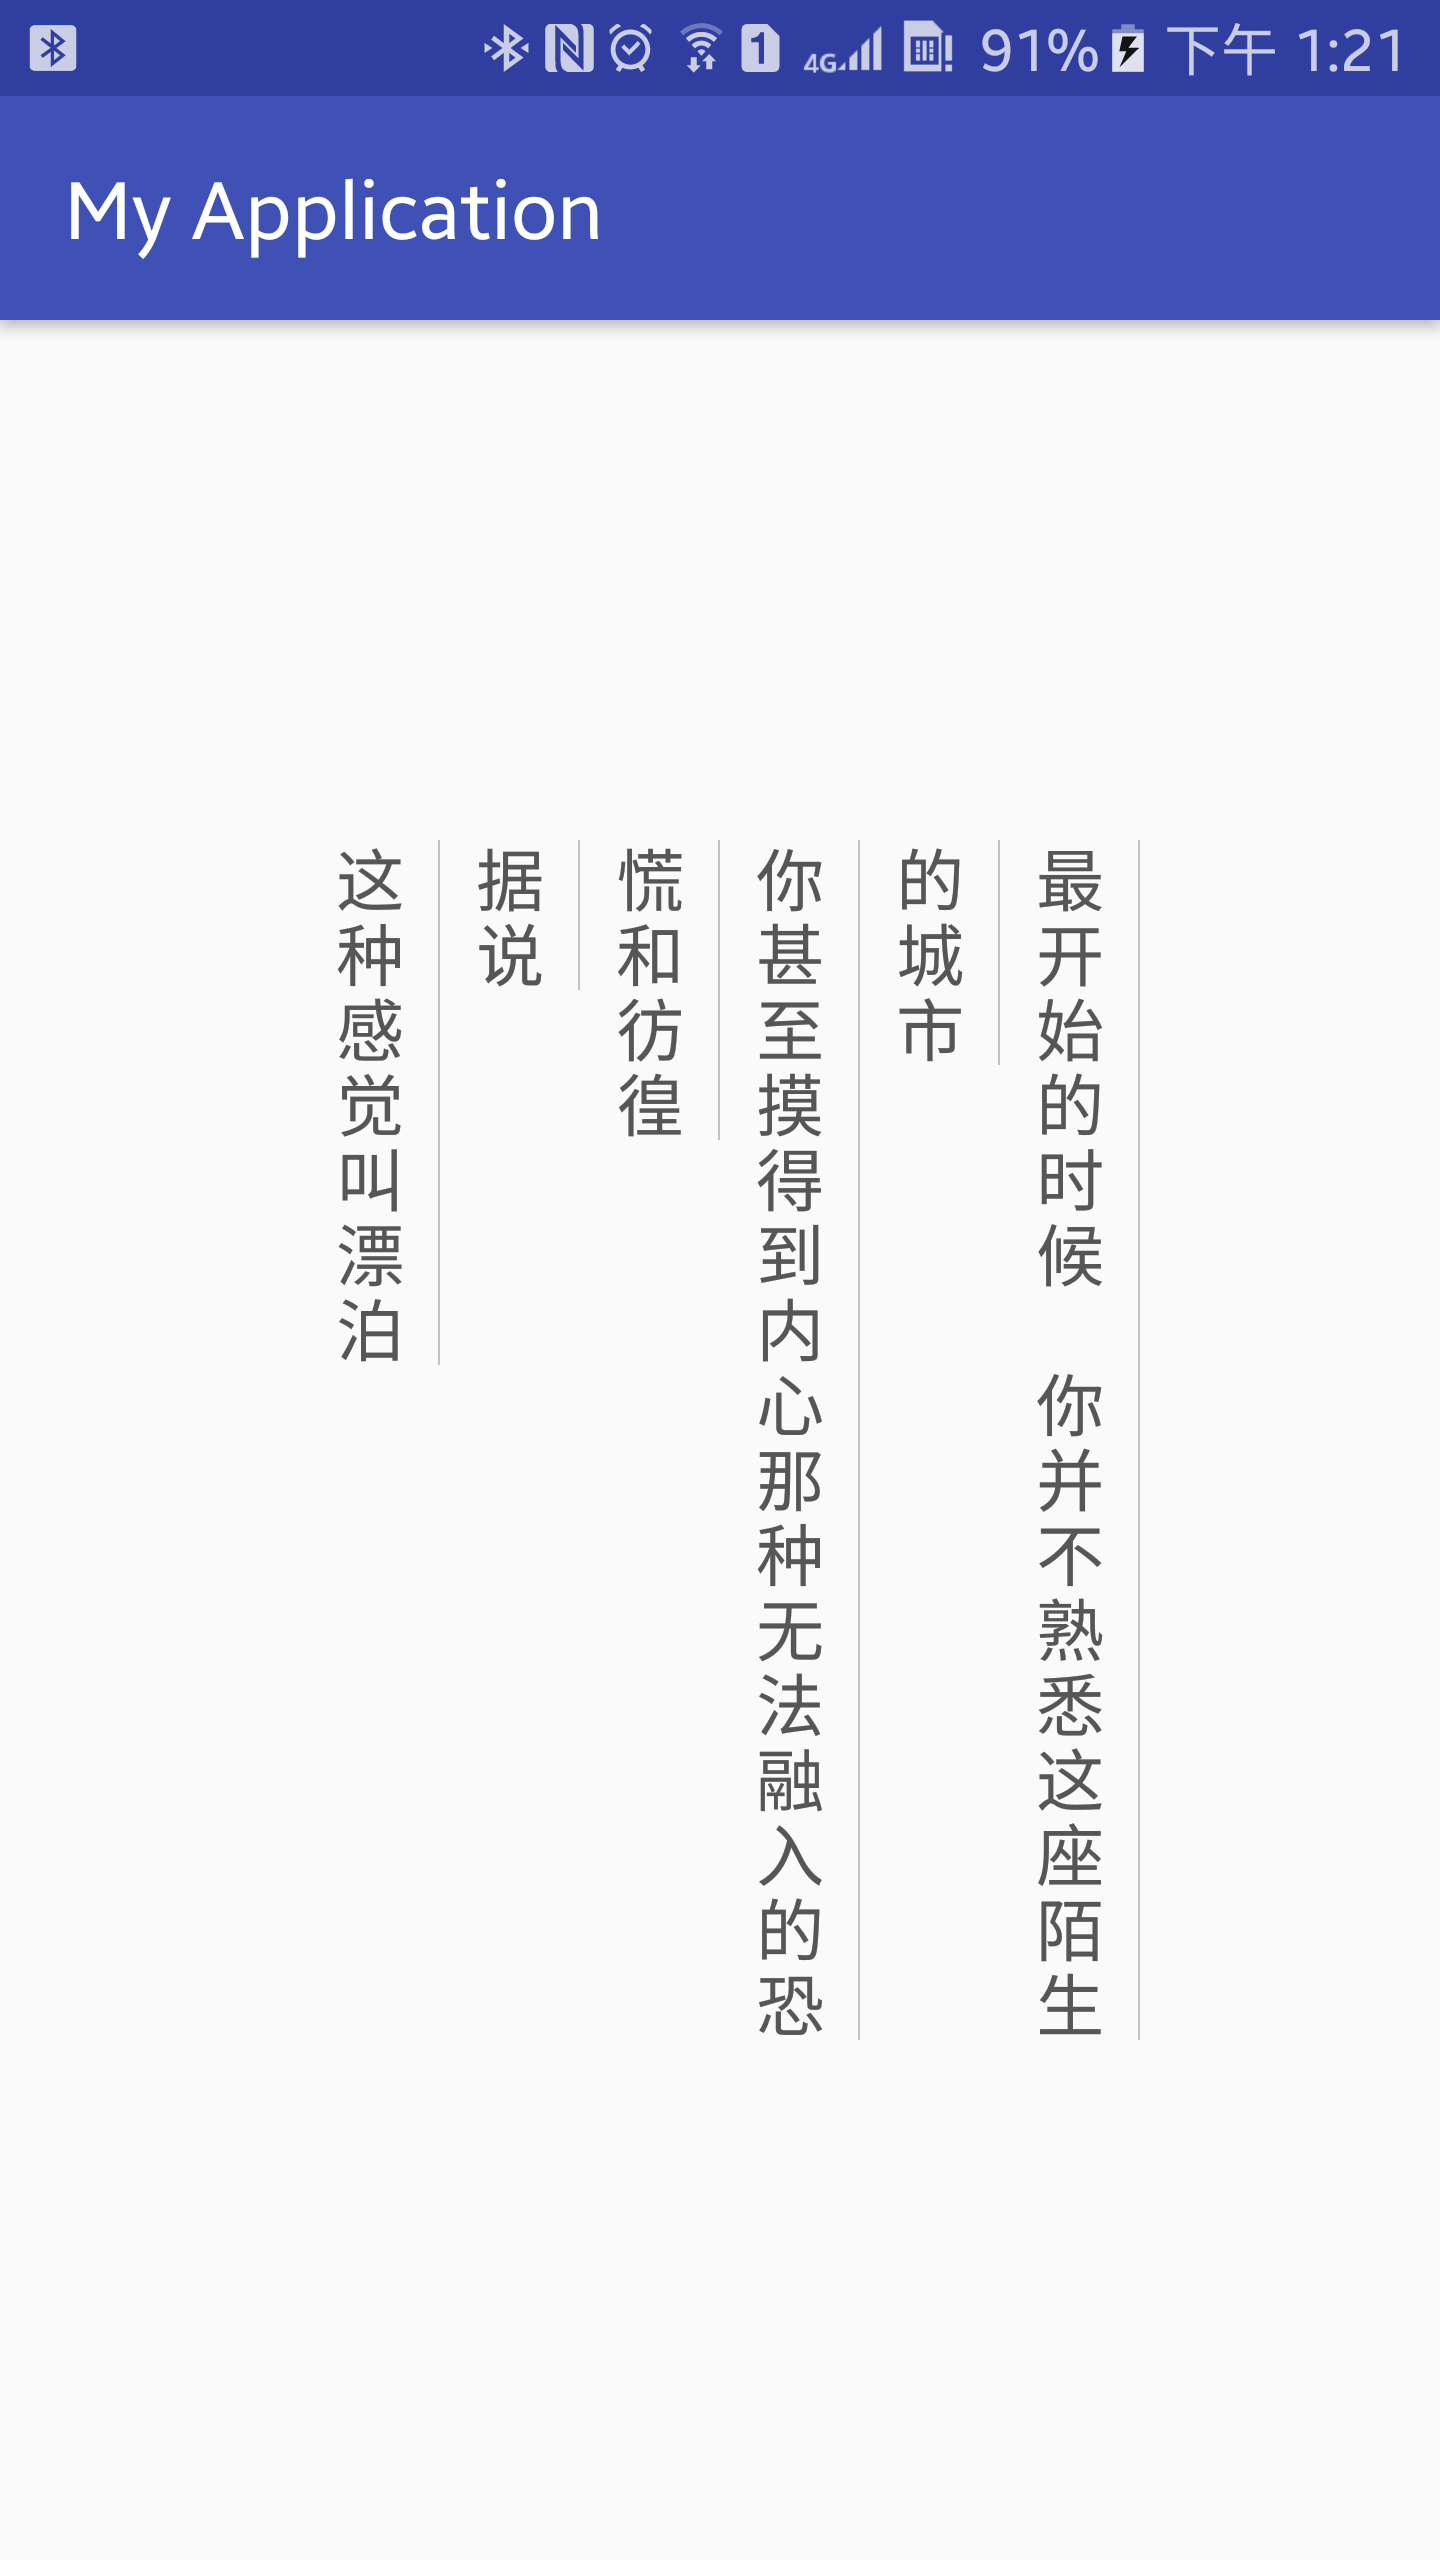 4G 91% 下午 1:21
My Application
最开始的时候 你并不熟悉这座陌生
的城市
你甚至摸得到内心那种无法融入的恐
慌和彷徨
据说
这种感觉叫漂泊